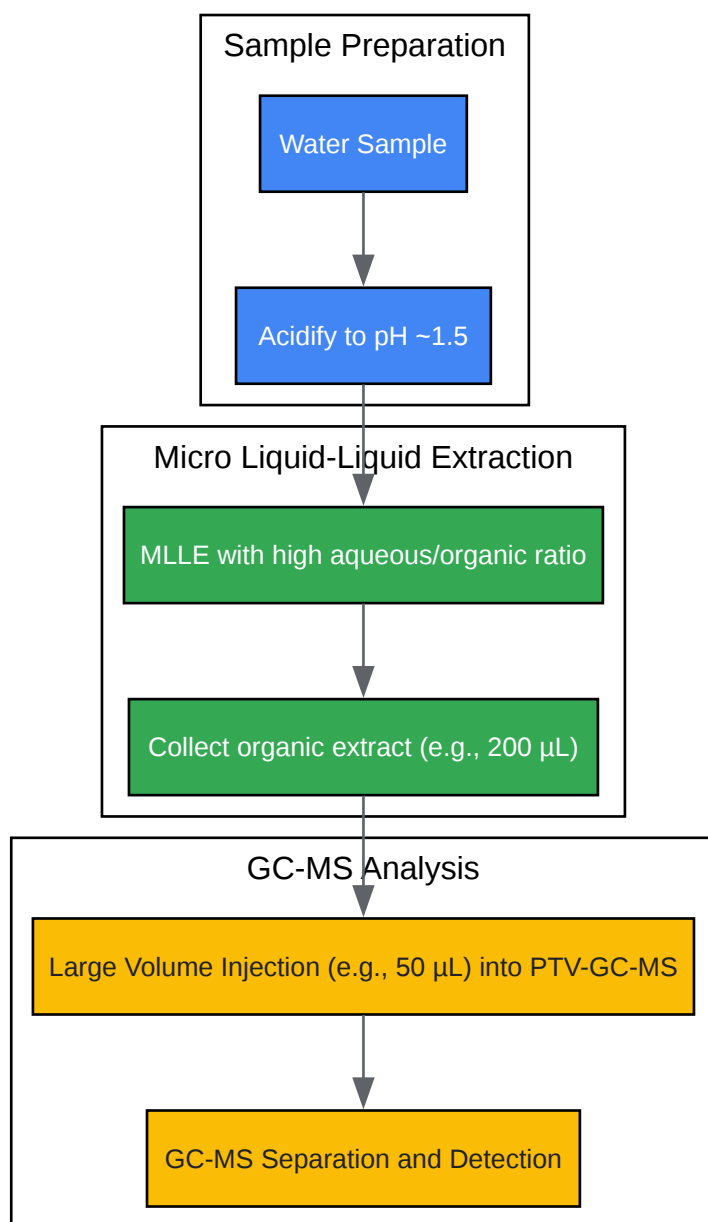 Sample Preparation
Water Sample
Acidify to pH ~1.5
Micro Liquid-Liquid Extraction
MLLE with high aqueous/organic ratio
Collect organic extract (e.g., 200 µL)
GC-MS Analysis
Large Volume Injection (e.g., 50 µL) into PTV-GC-MS
GC-MS Separation and Detection